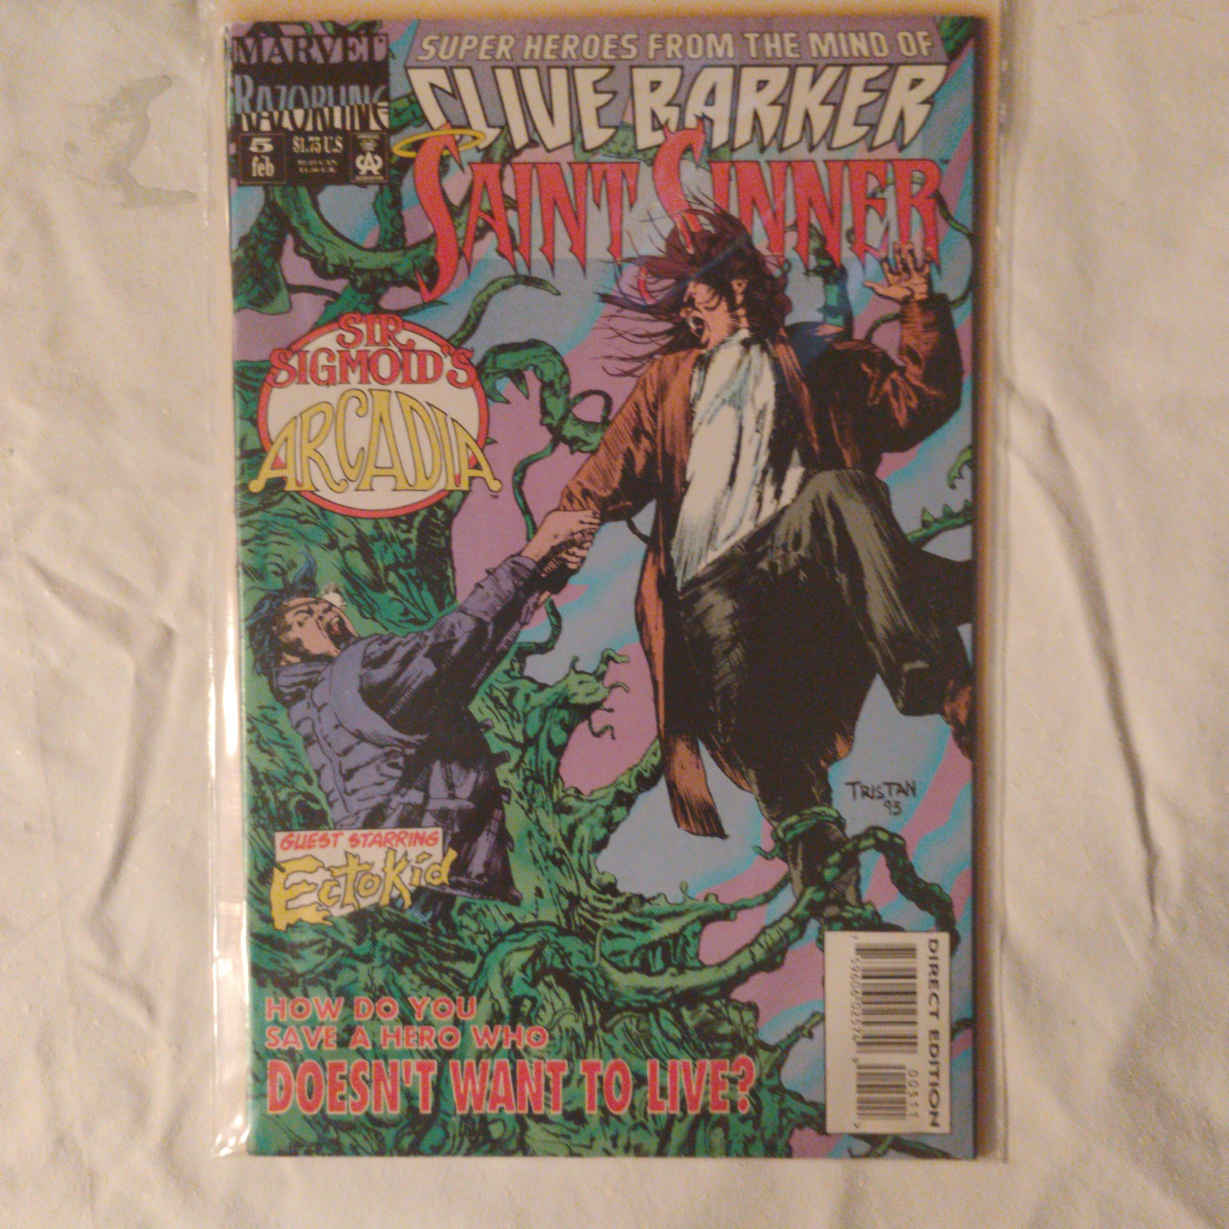 MARVEL
RAZORLINE
5
feb
$1.75 U.S
SUPER HEROES FROM THE MIND OF
CLIVE BARKER
SAINT SINNER
SIR
SIGMOID'S
ARCADIA
TRISTAN
93
GUEST STARRING
EctoKid
HOW DO YOU
SAVE A HERO WHO
DOESN'T WANT TO LIVE?
DIRECT EDITION
00511